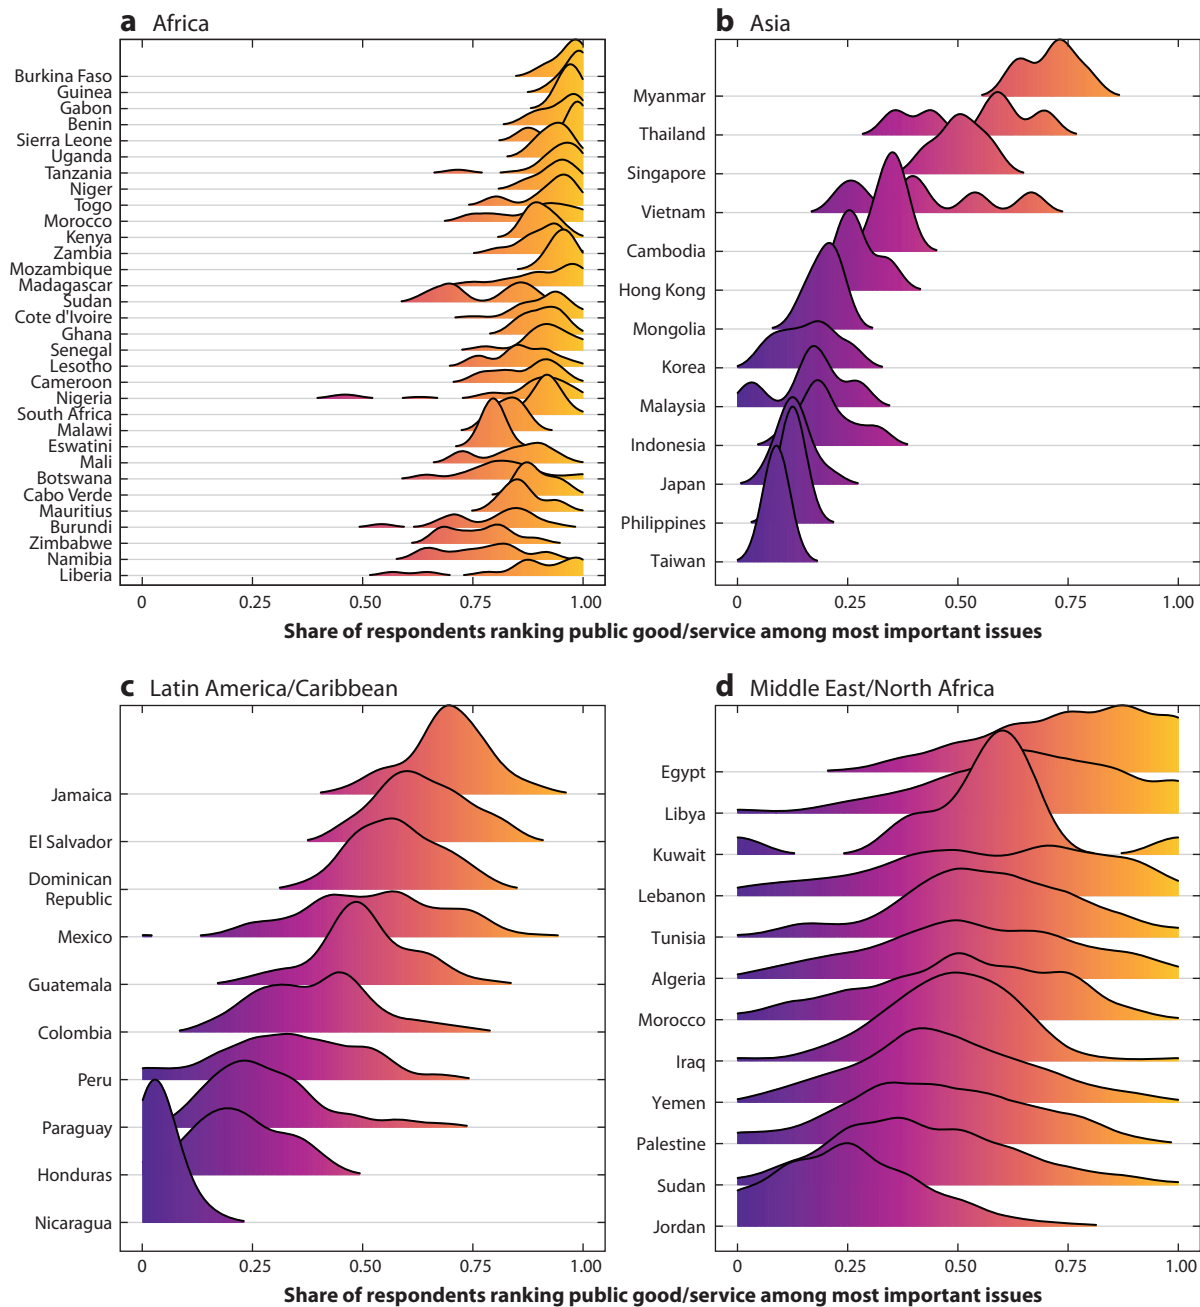 a Africa
Burkina Faso
Guinea
Gabon
Benin
Sierra Leone
Uganda
Tanzania
Niger
Togo
Morocco
Kenya
Zambia
Mozambique
Madagascar
Sudan
Cote d'Ivoire
Ghana
Senegal
Lesotho
Cameroon
Nigeria
South Africa
Malawi
Eswatini
Mali
Botswana
Cabo Verde
Mauritius
Burundi
Zimbabwe
Namibia
Liberia
0 0.25 0.50 0.75 1.00
b Asia
Myanmar
Thailand
Singapore
Vietnam
Cambodia
Hong Kong
Mongolia
Korea
Malaysia
Indonesia
Japan
Philippines
Taiwan
0 0.25 0.50 0.75 1.00
Share of respondents ranking public good/service among most important issues
c Latin America/Caribbean
Jamaica
El Salvador
Dominican
Republic
Mexico
Guatemala
Colombia
Peru
Paraguay
Honduras
Nicaragua
0 0.25 0.50 0.75 1.00
d Middle East/North Africa
Egypt
Libya
Kuwait
Lebanon
Tunisia
Algeria
Morocco
Iraq
Yemen
Palestine
Sudan
Jordan
0 0.25 0.50 0.75 1.00
Share of respondents ranking public good/service among most important issues